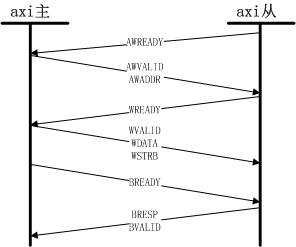 axi主
axi从
AWREADY
AWVALID
AWADDR
WREADY
WVALID
WDATA
WSTRB
BREADY
BRESP
BVALID